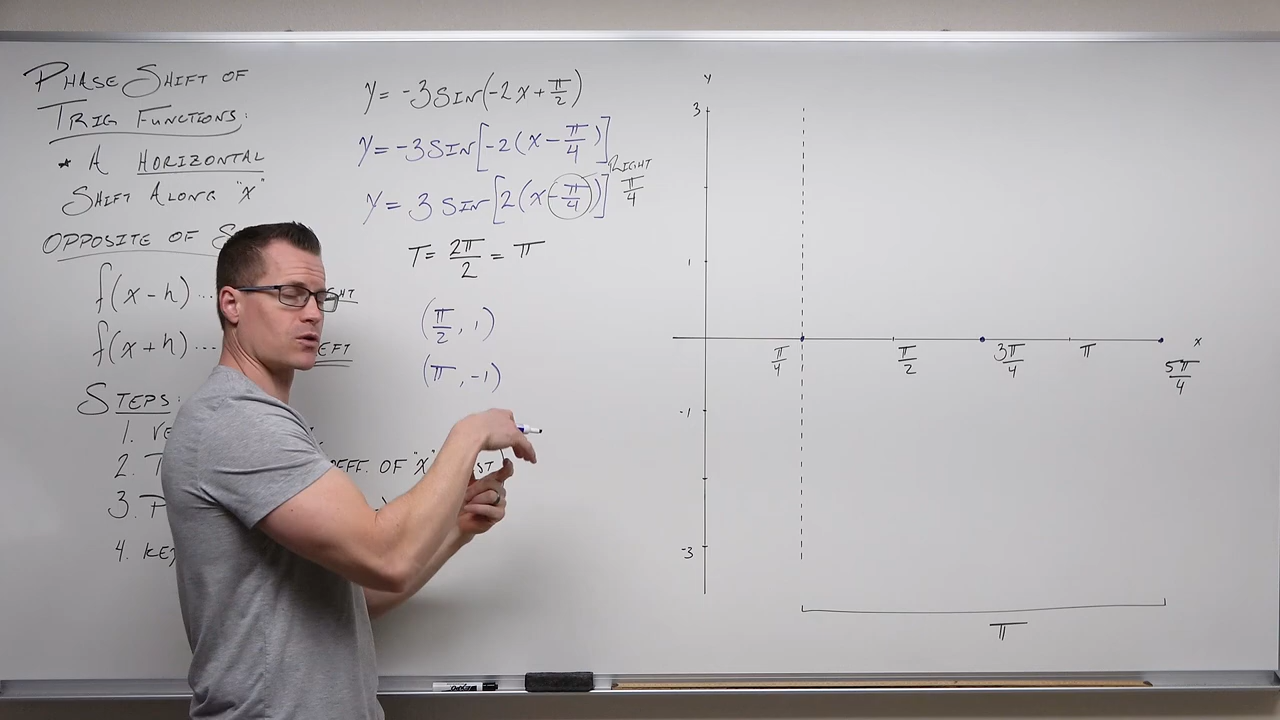 PHASE SHIFT OF
TRIG FUNCTIONS:
* A HORIZONTAL
SHIFT ALONG "X"
OPPOSITE OF
f(x-h)...
f(x+h)...
STEPS:
1.
2.
OF "X"
3.
4.
y=-3SIN(-2x+π/2)
y=-3SIN[-2(x-π/4)]
y=3SIN[2(x-π/4)]
RIGHT
π/4
T=2π/2=π
(π/2,1)
(π,-1)
y
3
1
-1
-3
π/4
π/2
3π/4
π
5π/4
x
π